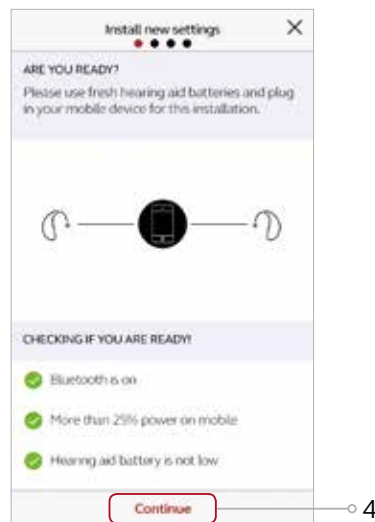 Install new settings
ARE YOU READY?
Please use fresh hearing aid batteries and plug
in your mobile device for this installation.
CHECKING IF YOU ARE READY!
Bluetooth is on
More than 25% power on mobile
Hearing aid battery is not low
Continue
4